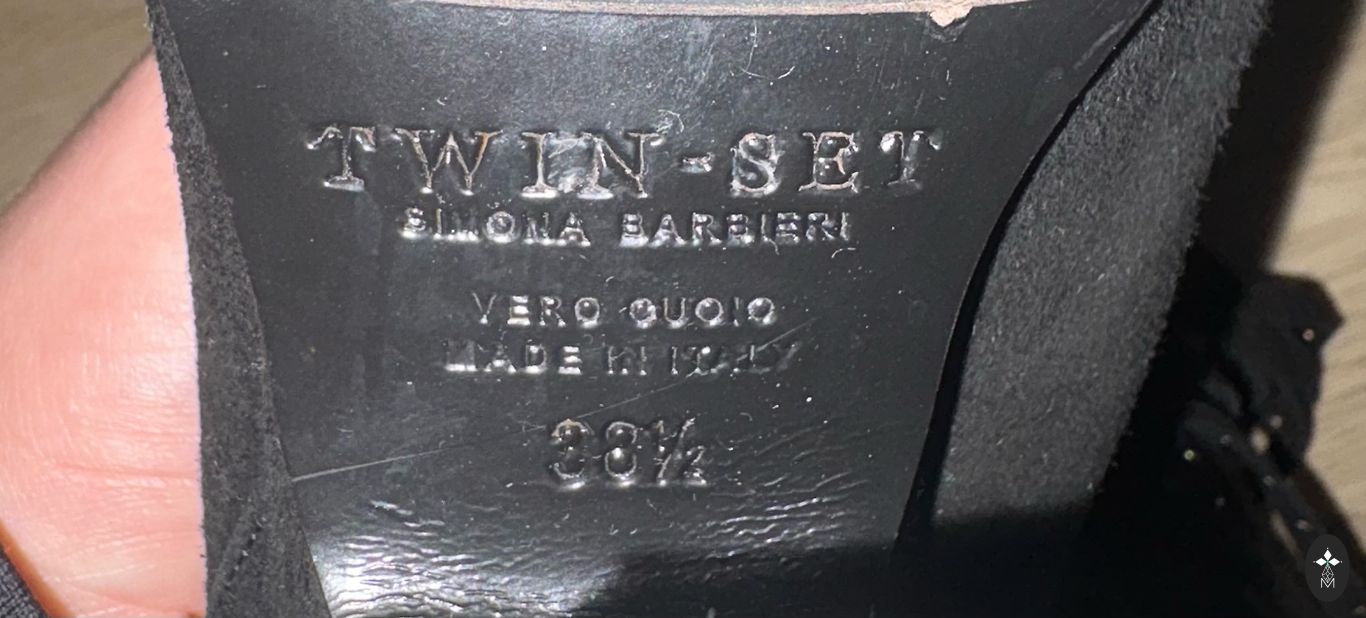 TWIN-SET
SIMONA BARBIERI
VERO CUOIO
MADE IN ITALY
38½
M